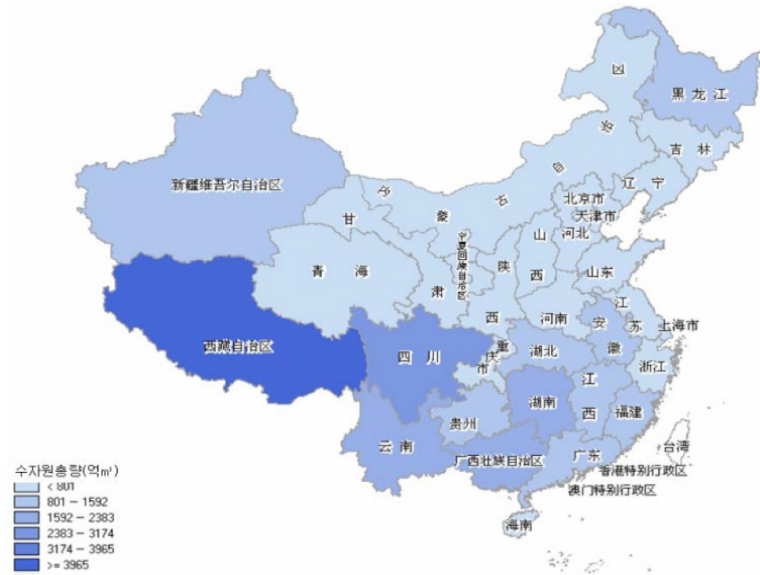 内
黑龙江
吉林
辽宁
蒙
古
自
治
区
北京市
天津市
河北
山
西
山东
新疆维吾尔自治区
甘
肃
宁夏回族自治区
陕
西
青海
河南
江
苏
安
徽
上海市
西藏自治区
四川
重
庆
市
湖北
浙江
湖南
江
西
福建
贵州
云南
广西壮族自治区
广东
台湾
香港特别行政区
澳门特别行政区
海南
수자원총량(억㎥)
< 801
801 - 1592
1592 - 2383
2383 - 3174
3174 - 3965
>= 3965